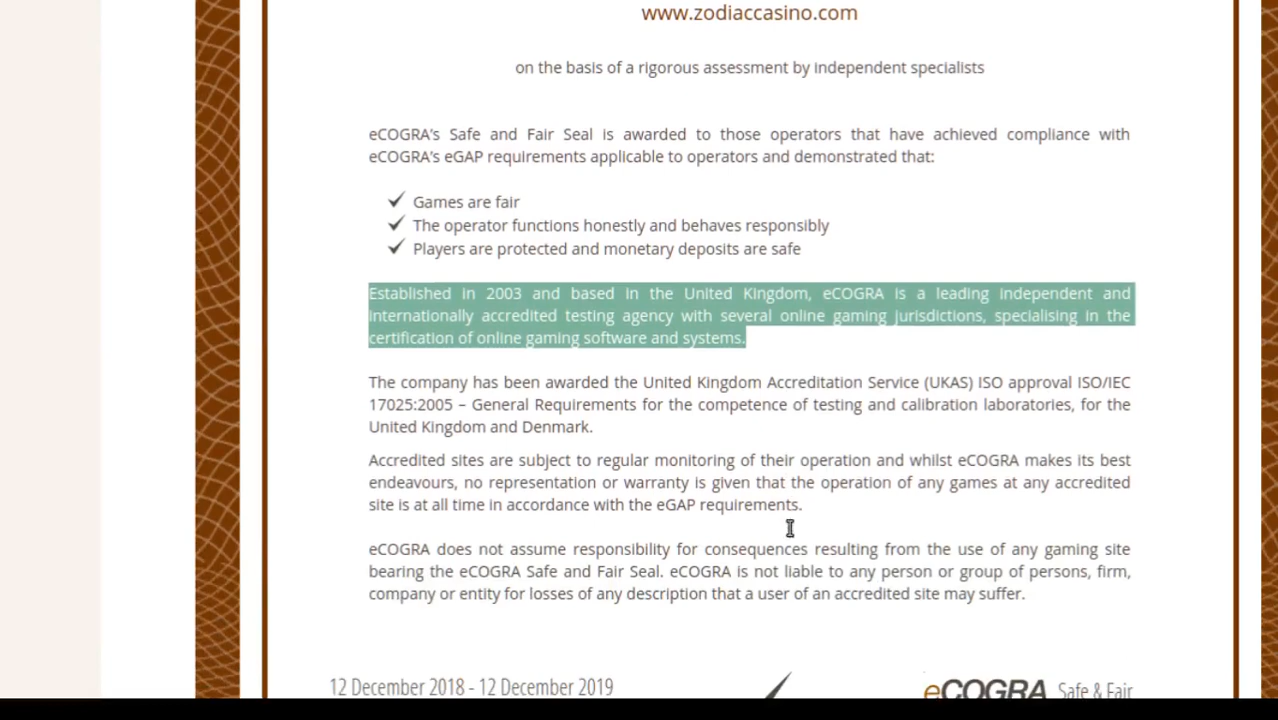 www.zodiaccasino.com
on the basis of a rigorous assessment by independent specialists
eCOGRA's Safe and Fair Seal is awarded to those operators that have achieved compliance with
eCOGRA's eGAP requirements applicable to operators and demonstrated that:
Games are fair
The operator functions honestly and behaves responsibly
Players are protected and monetary deposits are safe
Established in 2003 and based in the United Kingdom, eCOGRA is a leading independent and
internationally accredited testing agency with several online gaming jurisdictions, specialising in the
certification of online gaming software and systems.
The company has been awarded the United Kingdom Accreditation Service (UKAS) ISO approval ISO/IEC
17025:2005 – General Requirements for the competence of testing and calibration laboratories, for the
United Kingdom and Denmark.
Accredited sites are subject to regular monitoring of their operation and whilst eCOGRA makes its best
endeavours, no representation or warranty is given that the operation of any games at any accredited
site is at all time in accordance with the eGAP requirements.
eCOGRA does not assume responsibility for consequences resulting from the use of any gaming site
bearing the eCOGRA Safe and Fair Seal. eCOGRA is not liable to any person or group of persons, firm,
company or entity for losses of any description that a user of an accredited site may suffer.
12 December 2018 - 12 December 2019
eCOGRA Safe & Fair